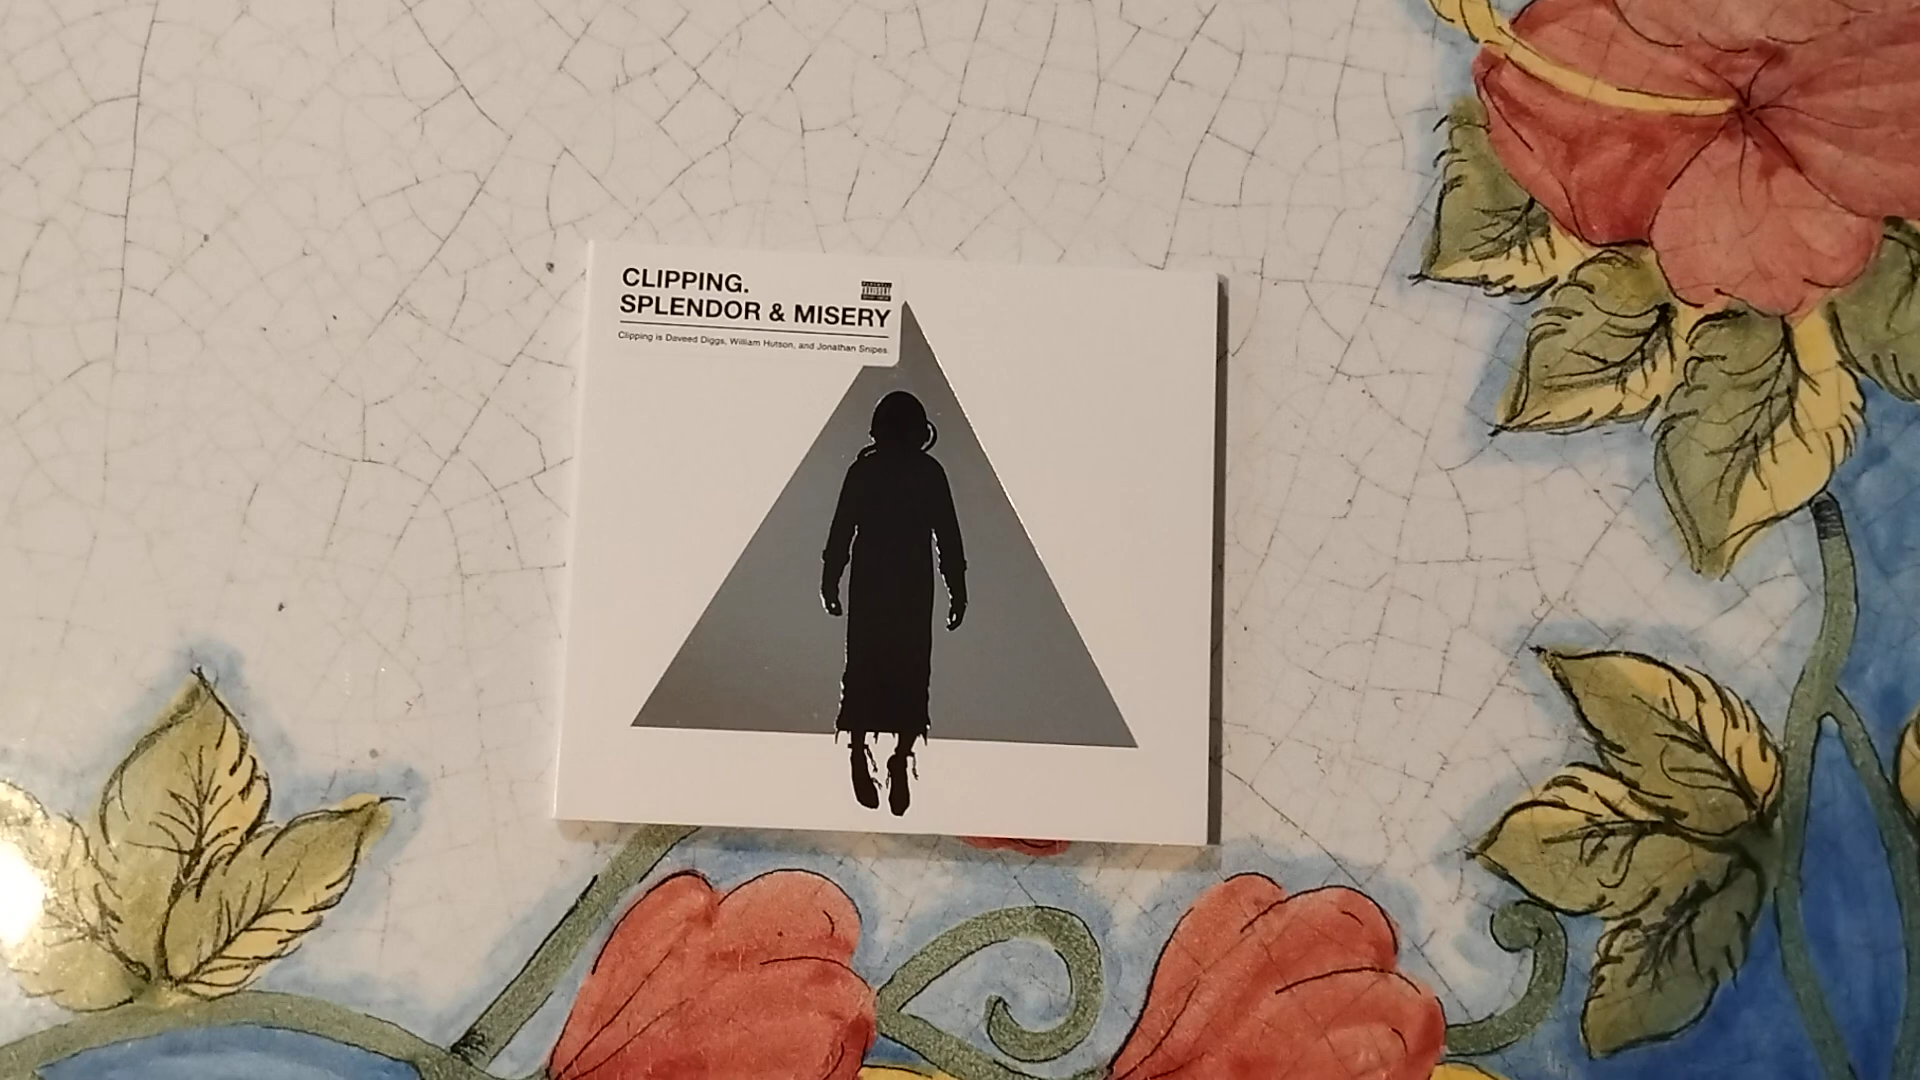 CLIPPING.
SPLENDOR & MISERY
Clipping is Daveed Diggs, William Hutson, and Jonathan Snipes.